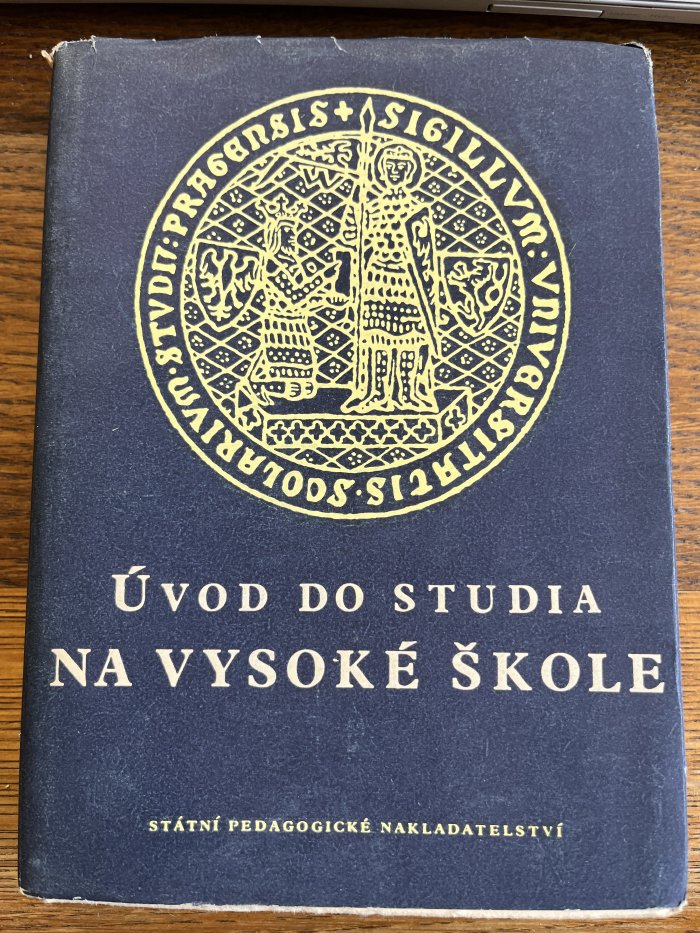 SIGILLVM : VNIVERSITATIS · SCOLARIVM · STVDII : PRAGENSIS +
ÚVOD DO STUDIA
NA VYSOKÉ ŠKOLE
STÁTNÍ PEDAGOGICKÉ NAKLADATELSTVÍ